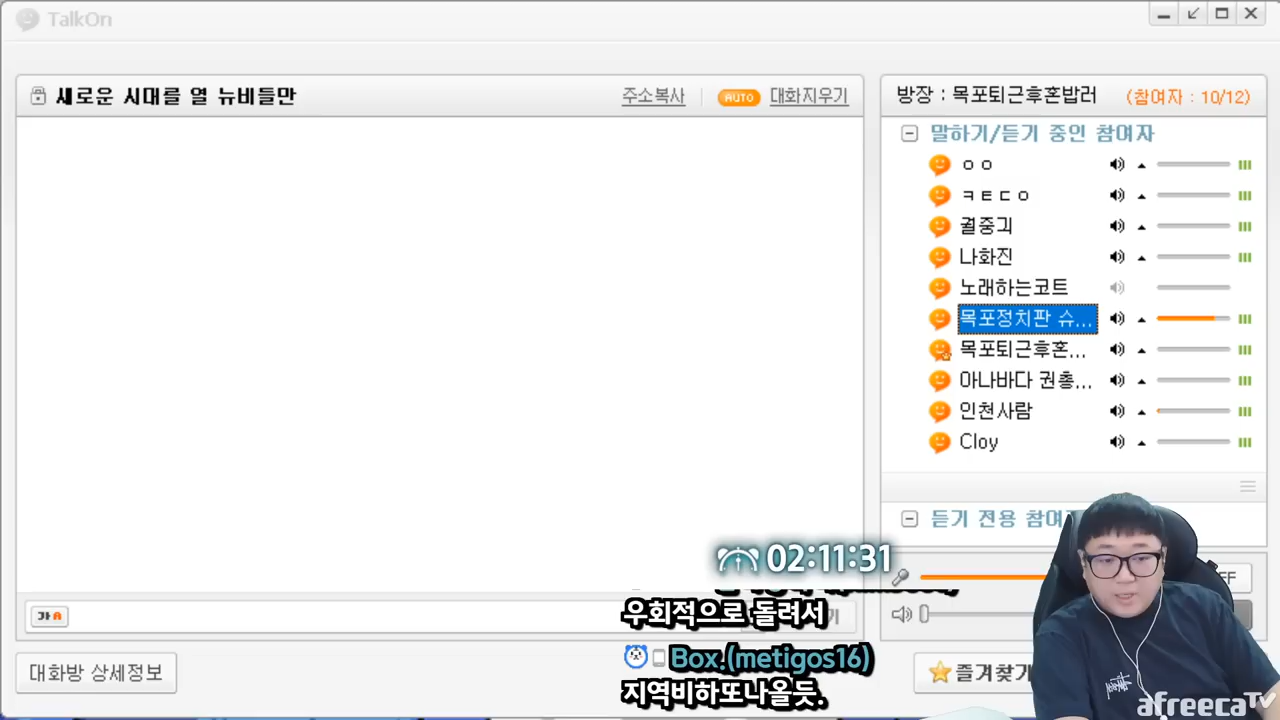 TalkOn
새로운 시대를 열 뉴비들만
주소복사
AUTO 대화지우기
방장 : 목포퇴근후혼밥러 (참여자 : 10/12)
말하기/듣기 중인 참여자
ㅇㅇ
ㅋㅌㄷㅇ
궐중긔
나화진
노래하는코트
목포정치판 슈...
목포퇴근후혼...
아나바다 권총...
인천사람
Cloy
듣기 전용
02:11:31
우회적으로 돌려서
Box.(metigos16)
지역비하또나올듯.
가
대화방 상세정보
즐겨찾기
afreecaTV